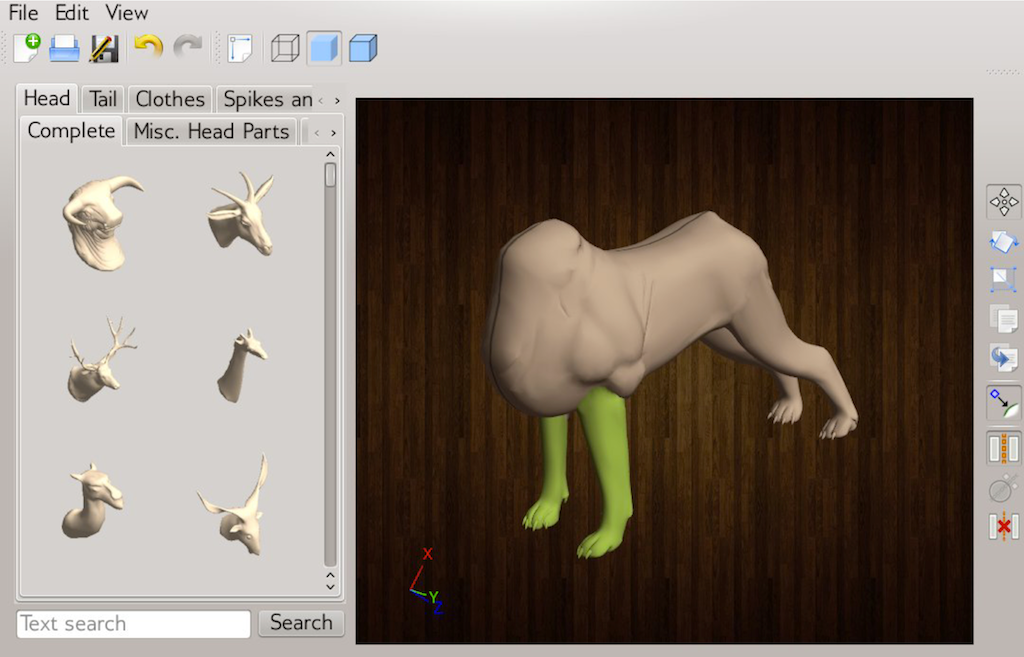 File Edit View
Head Tail Clothes Spikes an
Complete Misc. Head Parts
X
Y
Z
Text search Search